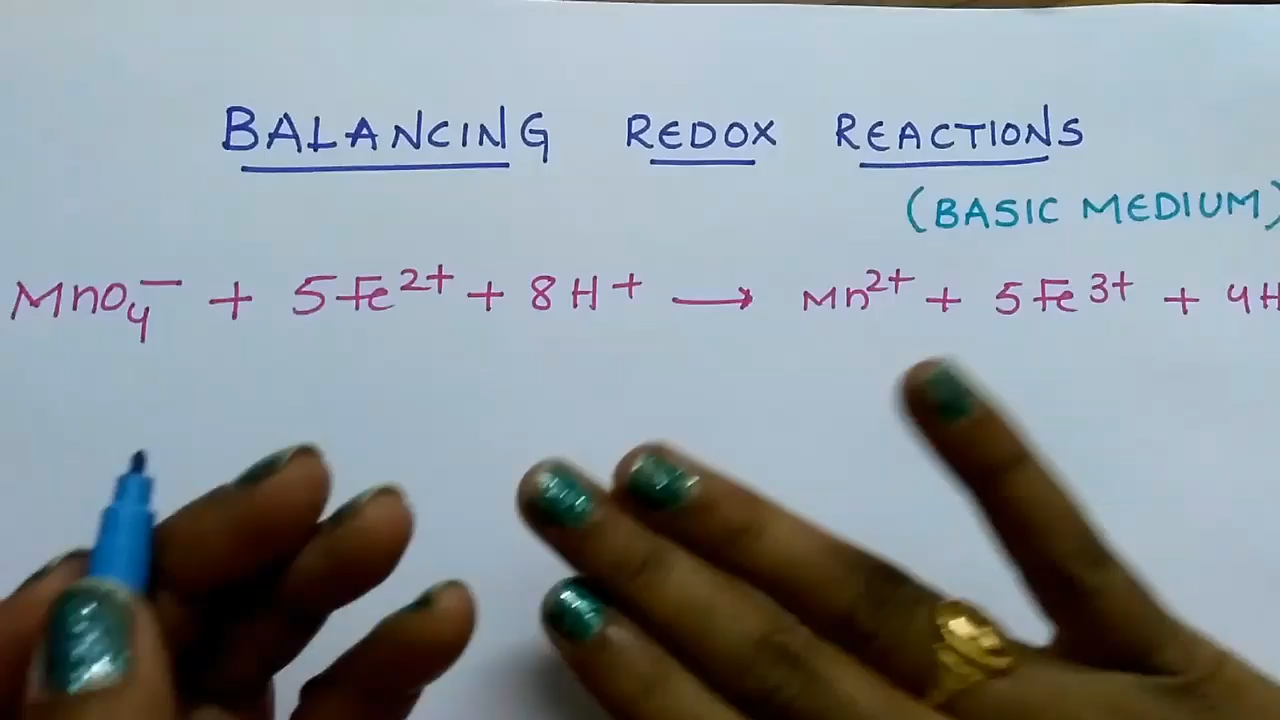 BALANCING REDOX REACTIONS
(BASIC MEDIUM)
MnO₄⁻ + 5Fe²⁺ + 8H⁺ → Mn²⁺ + 5Fe³⁺ + 4H